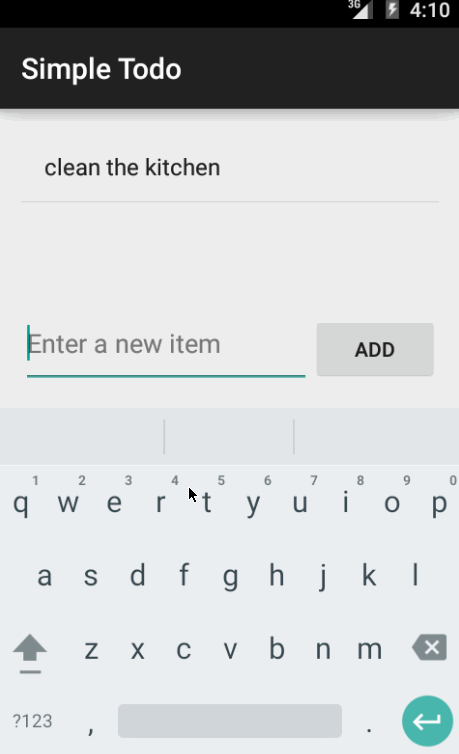 3G 4:10
Simple Todo
clean the kitchen
Enter a new item ADD
1 2 3 4 5 6 7 8 9 0
q w e r t y u i o p
a s d f g h j k l
z x c v b n m
?123 , .